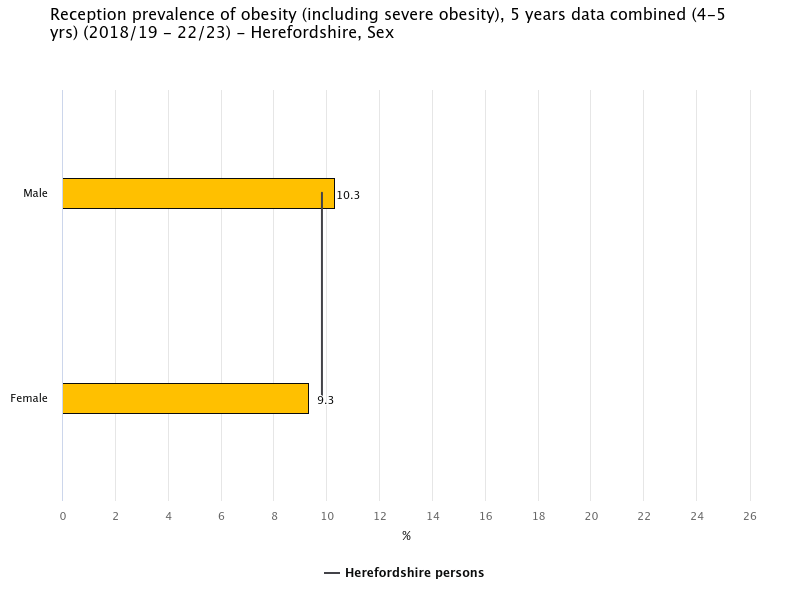 Reception prevalence of obesity (including severe obesity), 5 years data combined (4–5
yrs) (2018/19 – 22/23) – Herefordshire, Sex
Male
10.3
Female
9.3
0 2 4 6 8 10 12 14 16 18 20 22 24 26
%
Herefordshire persons